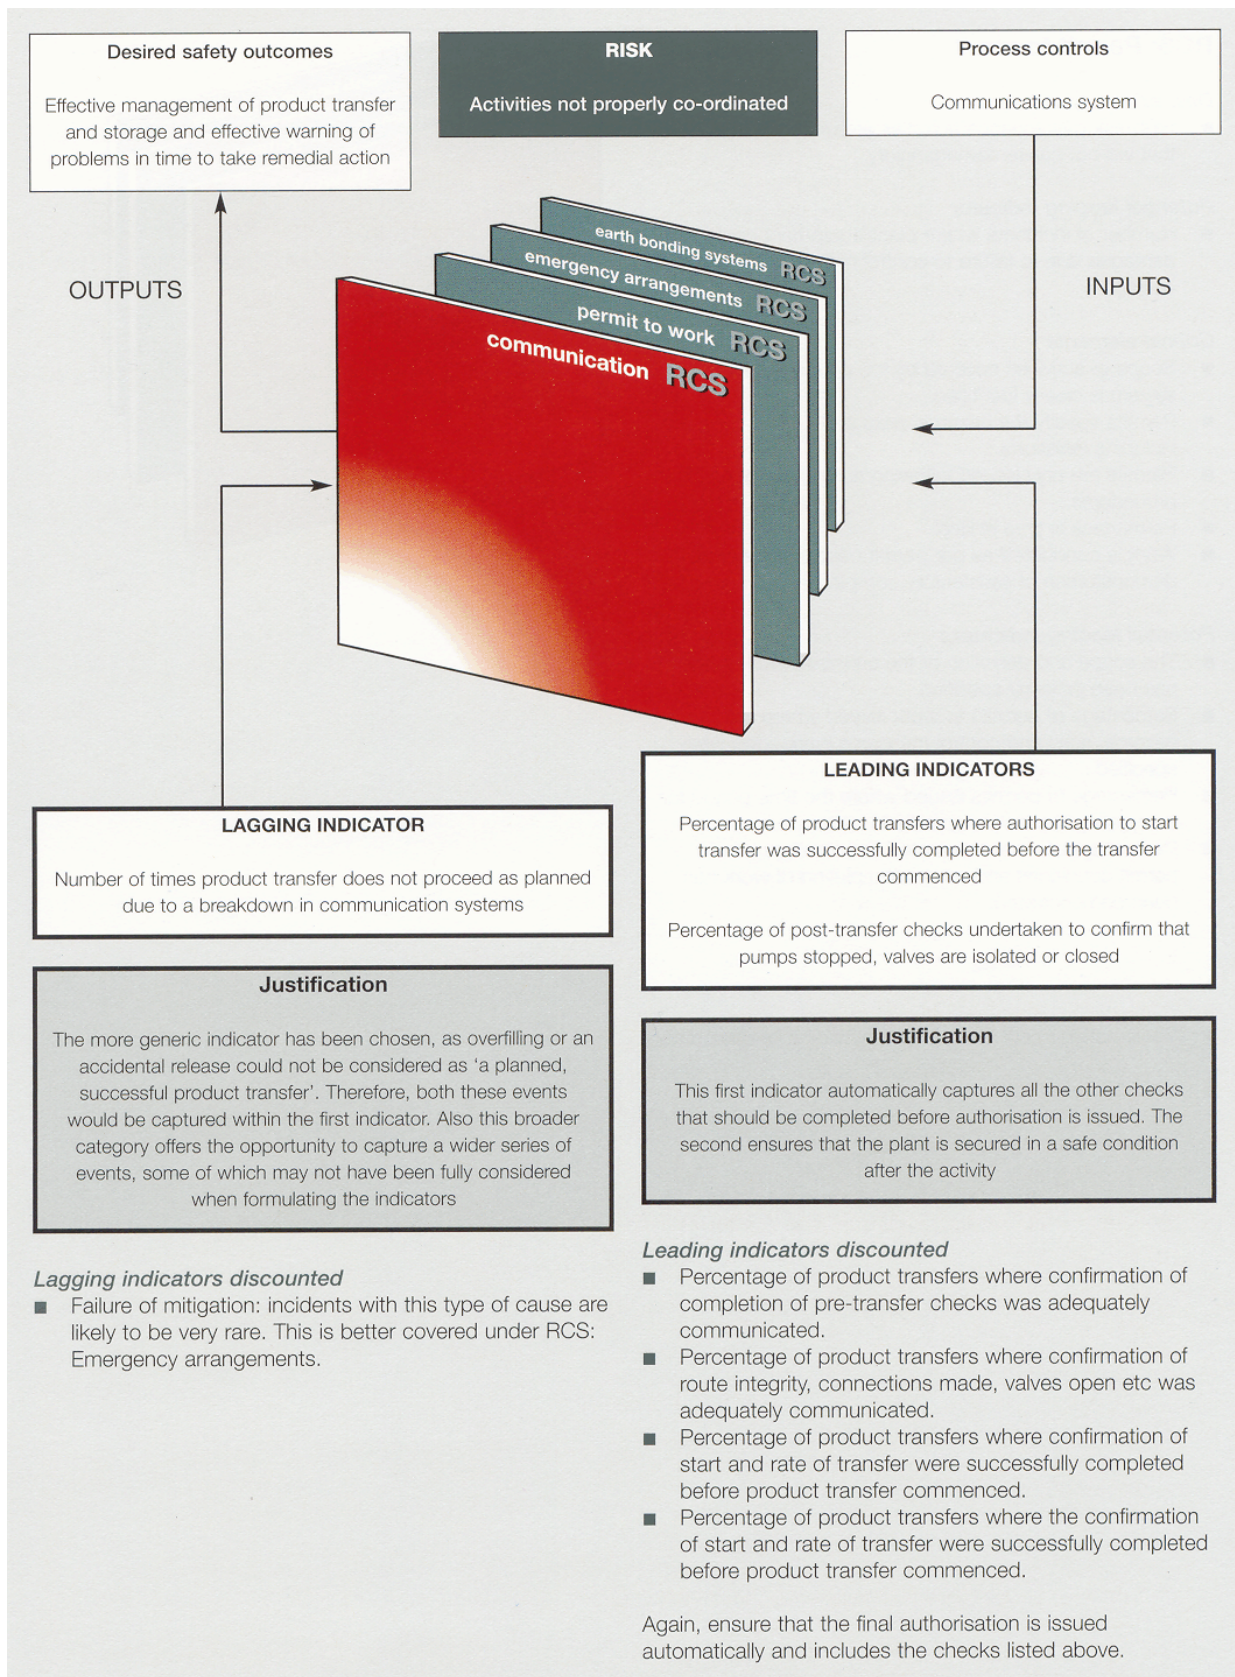 Desired safety outcomes
Effective management of product transfer
and storage and effective warning of
problems in time to take remedial action
RISK
Activities not properly co-ordinated
Process controls
Communications system
OUTPUTS
INPUTS
earth bonding systems RCS
emergency arrangements RCS
permit to work RCS
communication RCS
LAGGING INDICATOR
Number of times product transfer does not proceed as planned
due to a breakdown in communication systems
Justification
The more generic indicator has been chosen, as overfilling or an
accidental release could not be considered as ‘a planned,
successful product transfer’. Therefore, both these events
would be captured within the first indicator. Also this broader
category offers the opportunity to capture a wider series of
events, some of which may not have been fully considered
when formulating the indicators
Lagging indicators discounted
■ Failure of mitigation: incidents with this type of cause are
likely to be very rare. This is better covered under RCS:
Emergency arrangements.
LEADING INDICATORS
Percentage of product transfers where authorisation to start
transfer was successfully completed before the transfer
commenced
Percentage of post-transfer checks undertaken to confirm that
pumps stopped, valves are isolated or closed
Justification
This first indicator automatically captures all the other checks
that should be completed before authorisation is issued. The
second ensures that the plant is secured in a safe condition
after the activity
Leading indicators discounted
■ Percentage of product transfers where confirmation of
completion of pre-transfer checks was adequately
communicated.
■ Percentage of product transfers where confirmation of
route integrity, connections made, valves open etc was
adequately communicated.
■ Percentage of product transfers where confirmation of
start and rate of transfer were successfully completed
before product transfer commenced.
■ Percentage of product transfers where the confirmation
of start and rate of transfer were successfully completed
before product transfer commenced.
Again, ensure that the final authorisation is issued
automatically and includes the checks listed above.